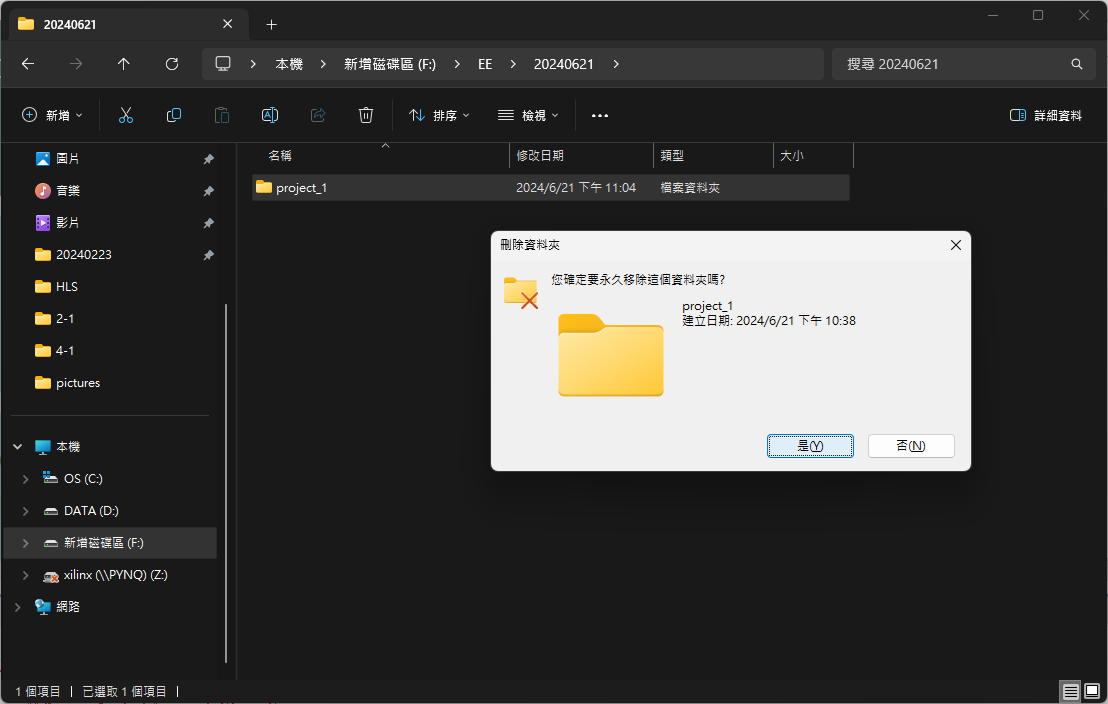 20240621
本機 新增磁碟區 (F:) EE 20240621
搜尋 20240621
新增
排序
檢視
詳細資料
圖片
音樂
影片
20240223
HLS
2-1
4-1
pictures
本機
OS (C:)
DATA (D:)
新增磁碟區 (F:)
xilinx (\\PYNQ) (Z:)
網路
名稱 修改日期 類型 大小
project_1 2024/6/21 下午 11:04 檔案資料夾
刪除資料夾
您確定要永久移除這個資料夾嗎?
project_1
建立日期: 2024/6/21 下午 10:38
是(Y) 否(N)
1 個項目 已選取 1 個項目